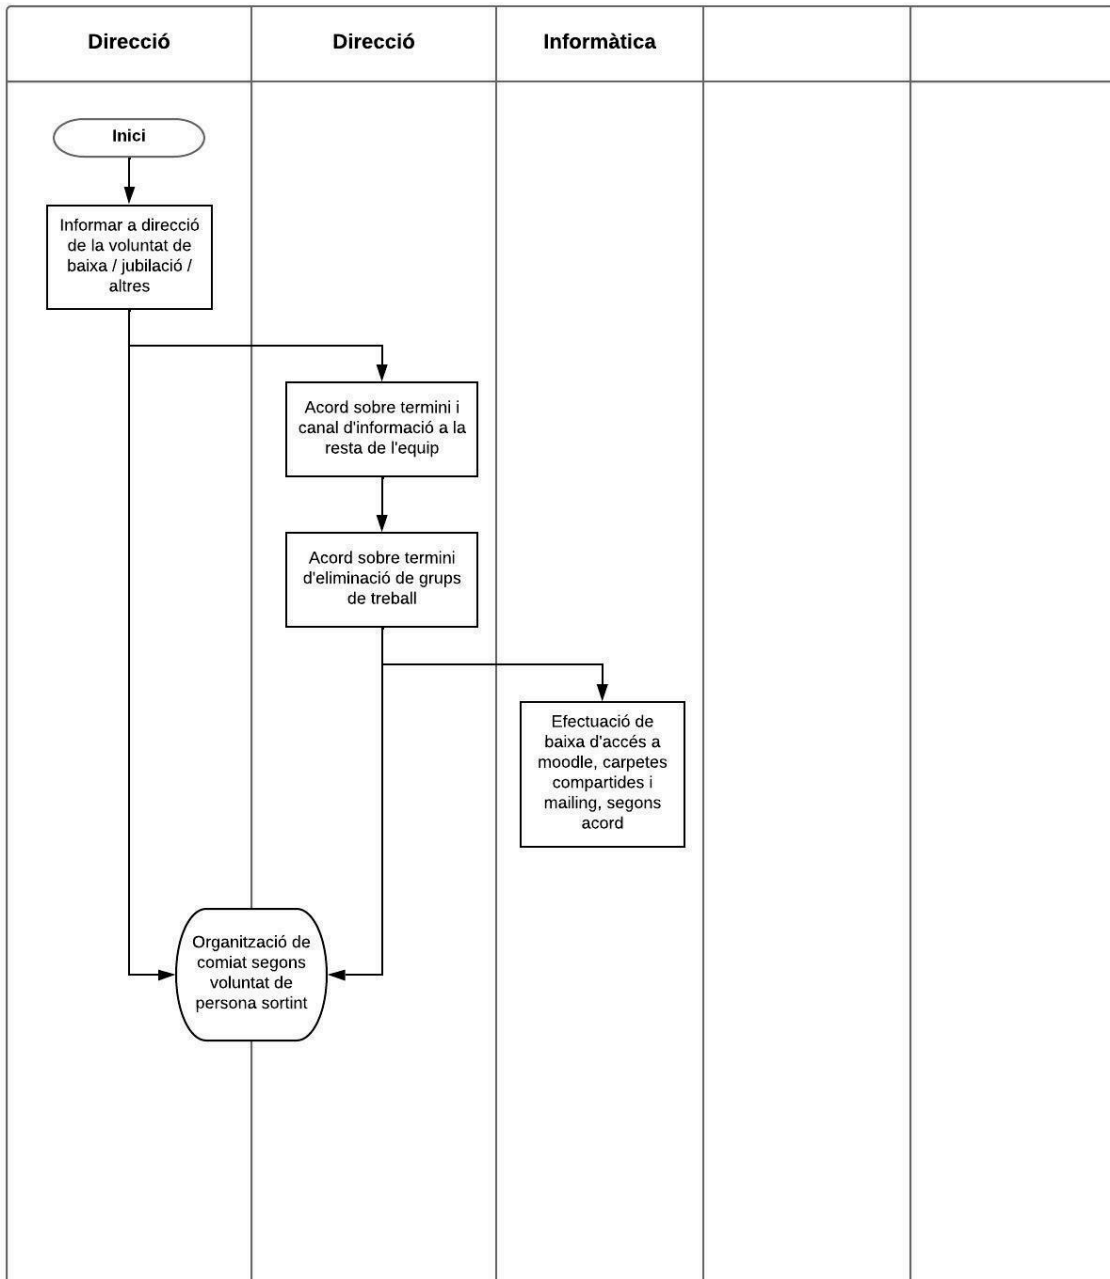 Direcció
Direcció
Informàtica
Inici
Informar a direcció
de la voluntat de
baixa / jubilació /
altres
Acord sobre termini i
canal d'informació a la
resta de l'equip
Acord sobre termini
d'eliminació de grups
de treball
Efectuació de
baixa d'accés a
moodle, carpetes
compartides i
mailing, segons
acord
Organització de
comiat segons
voluntat de
persona sortint